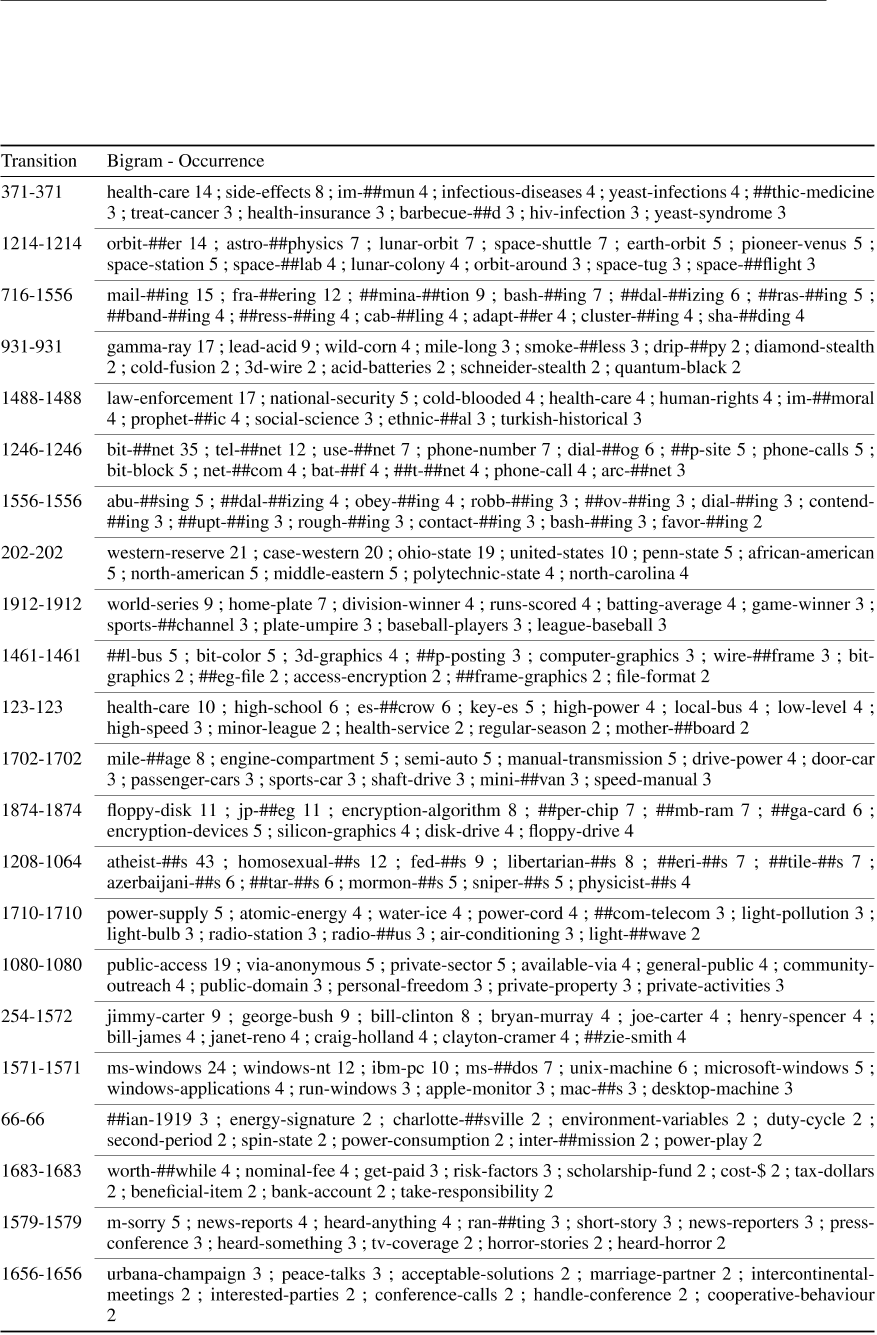 Transition Bigram - Occurrence
371-371 health-care 14 ; side-effects 8 ; im-##mun 4 ; infectious-diseases 4 ; yeast-infections 4 ; ##thic-medicine
3 ; treat-cancer 3 ; health-insurance 3 ; barbecue-##d 3 ; hiv-infection 3 ; yeast-syndrome 3
1214-1214 orbit-##er 14 ; astro-##physics 7 ; lunar-orbit 7 ; space-shuttle 7 ; earth-orbit 5 ; pioneer-venus 5 ;
space-station 5 ; space-##lab 4 ; lunar-colony 4 ; orbit-around 3 ; space-tug 3 ; space-##flight 3
716-1556 mail-##ing 15 ; fra-##ering 12 ; ##mina-##tion 9 ; bash-##ing 7 ; ##dal-##izing 6 ; ##ras-##ing 5 ;
##band-##ing 4 ; ##ress-##ing 4 ; cab-##ling 4 ; adapt-##er 4 ; cluster-##ing 4 ; sha-##ding 4
931-931 gamma-ray 17 ; lead-acid 9 ; wild-corn 4 ; mile-long 3 ; smoke-##less 3 ; drip-##py 2 ; diamond-stealth
2 ; cold-fusion 2 ; 3d-wire 2 ; acid-batteries 2 ; schneider-stealth 2 ; quantum-black 2
1488-1488 law-enforcement 17 ; national-security 5 ; cold-blooded 4 ; health-care 4 ; human-rights 4 ; im-##moral
4 ; prophet-##ic 4 ; social-science 3 ; ethnic-##al 3 ; turkish-historical 3
1246-1246 bit-##net 35 ; tel-##net 12 ; use-##net 7 ; phone-number 7 ; dial-##og 6 ; ##p-site 5 ; phone-calls 5 ;
bit-block 5 ; net-##com 4 ; bat-##f 4 ; ##t-##net 4 ; phone-call 4 ; arc-##net 3
1556-1556 abu-##sing 5 ; ##dal-##izing 4 ; obey-##ing 4 ; robb-##ing 3 ; ##ov-##ing 3 ; dial-##ing 3 ; contend-
##ing 3 ; ##upt-##ing 3 ; rough-##ing 3 ; contact-##ing 3 ; bash-##ing 3 ; favor-##ing 2
202-202 western-reserve 21 ; case-western 20 ; ohio-state 19 ; united-states 10 ; penn-state 5 ; african-american
5 ; north-american 5 ; middle-eastern 5 ; polytechnic-state 4 ; north-carolina 4
1912-1912 world-series 9 ; home-plate 7 ; division-winner 4 ; runs-scored 4 ; batting-average 4 ; game-winner 3 ;
sports-##channel 3 ; plate-umpire 3 ; baseball-players 3 ; league-baseball 3
1461-1461 ##l-bus 5 ; bit-color 5 ; 3d-graphics 4 ; ##p-posting 3 ; computer-graphics 3 ; wire-##frame 3 ; bit-
graphics 2 ; ##eg-file 2 ; access-encryption 2 ; ##frame-graphics 2 ; file-format 2
123-123 health-care 10 ; high-school 6 ; es-##crow 6 ; key-es 5 ; high-power 4 ; local-bus 4 ; low-level 4 ;
high-speed 3 ; minor-league 2 ; health-service 2 ; regular-season 2 ; mother-##board 2
1702-1702 mile-##age 8 ; engine-compartment 5 ; semi-auto 5 ; manual-transmission 5 ; drive-power 4 ; door-car
3 ; passenger-cars 3 ; sports-car 3 ; shaft-drive 3 ; mini-##van 3 ; speed-manual 3
1874-1874 floppy-disk 11 ; jp-##eg 11 ; encryption-algorithm 8 ; ##per-chip 7 ; ##mb-ram 7 ; ##ga-card 6 ;
encryption-devices 5 ; silicon-graphics 4 ; disk-drive 4 ; floppy-drive 4
1208-1064 atheist-##s 43 ; homosexual-##s 12 ; fed-##s 9 ; libertarian-##s 8 ; ##eri-##s 7 ; ##tile-##s 7 ;
azerbaijani-##s 6 ; ##tar-##s 6 ; mormon-##s 5 ; sniper-##s 5 ; physicist-##s 4
1710-1710 power-supply 5 ; atomic-energy 4 ; water-ice 4 ; power-cord 4 ; ##com-telecom 3 ; light-pollution 3 ;
light-bulb 3 ; radio-station 3 ; radio-##us 3 ; air-conditioning 3 ; light-##wave 2
1080-1080 public-access 19 ; via-anonymous 5 ; private-sector 5 ; available-via 4 ; general-public 4 ; community-
outreach 4 ; public-domain 3 ; personal-freedom 3 ; private-property 3 ; private-activities 3
254-1572 jimmy-carter 9 ; george-bush 9 ; bill-clinton 8 ; bryan-murray 4 ; joe-carter 4 ; henry-spencer 4 ;
bill-james 4 ; janet-reno 4 ; craig-holland 4 ; clayton-cramer 4 ; ##zie-smith 4
1571-1571 ms-windows 24 ; windows-nt 12 ; ibm-pc 10 ; ms-##dos 7 ; unix-machine 6 ; microsoft-windows 5 ;
windows-applications 4 ; run-windows 3 ; apple-monitor 3 ; mac-##s 3 ; desktop-machine 3
66-66 ##ian-1919 3 ; energy-signature 2 ; charlotte-##sville 2 ; environment-variables 2 ; duty-cycle 2 ;
second-period 2 ; spin-state 2 ; power-consumption 2 ; inter-##mission 2 ; power-play 2
1683-1683 worth-##while 4 ; nominal-fee 4 ; get-paid 3 ; risk-factors 3 ; scholarship-fund 2 ; cost-$ 2 ; tax-dollars
2 ; beneficial-item 2 ; bank-account 2 ; take-responsibility 2
1579-1579 m-sorry 5 ; news-reports 4 ; heard-anything 4 ; ran-##ting 3 ; short-story 3 ; news-reporters 3 ; press-
conference 3 ; heard-something 3 ; tv-coverage 2 ; horror-stories 2 ; heard-horror 2
1656-1656 urbana-champaign 3 ; peace-talks 3 ; acceptable-solutions 2 ; marriage-partner 2 ; intercontinental-
meetings 2 ; interested-parties 2 ; conference-calls 2 ; handle-conference 2 ; cooperative-behaviour
2